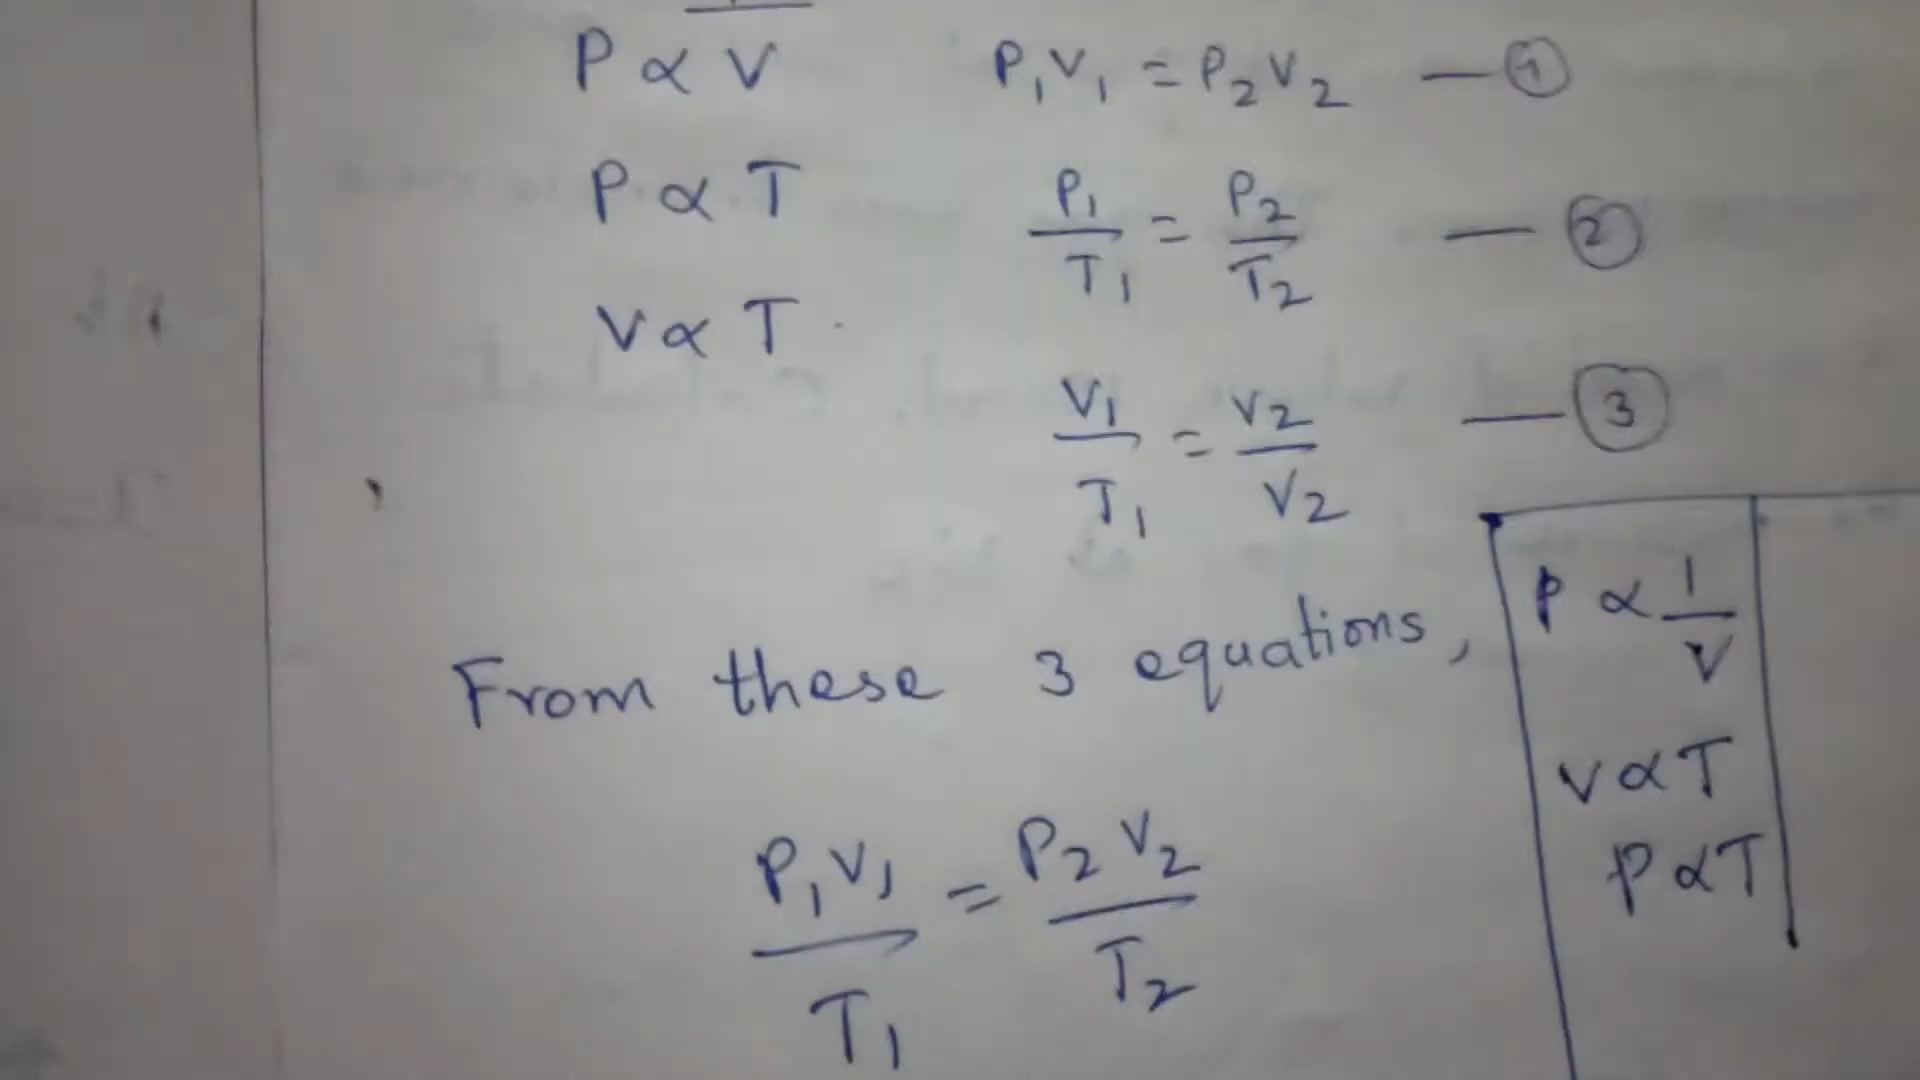 P ∝ V P₁V₁ = P₂V₂ — ①
P ∝ T P₁/T₁ = P₂/T₂ — ②
V ∝ T
V₁/T₁ = V₂/V₂ — ③
From these 3 equations,
P₁V₁/T₁ = P₂V₂/T₂
P ∝ 1/V
V ∝ T
P ∝ T